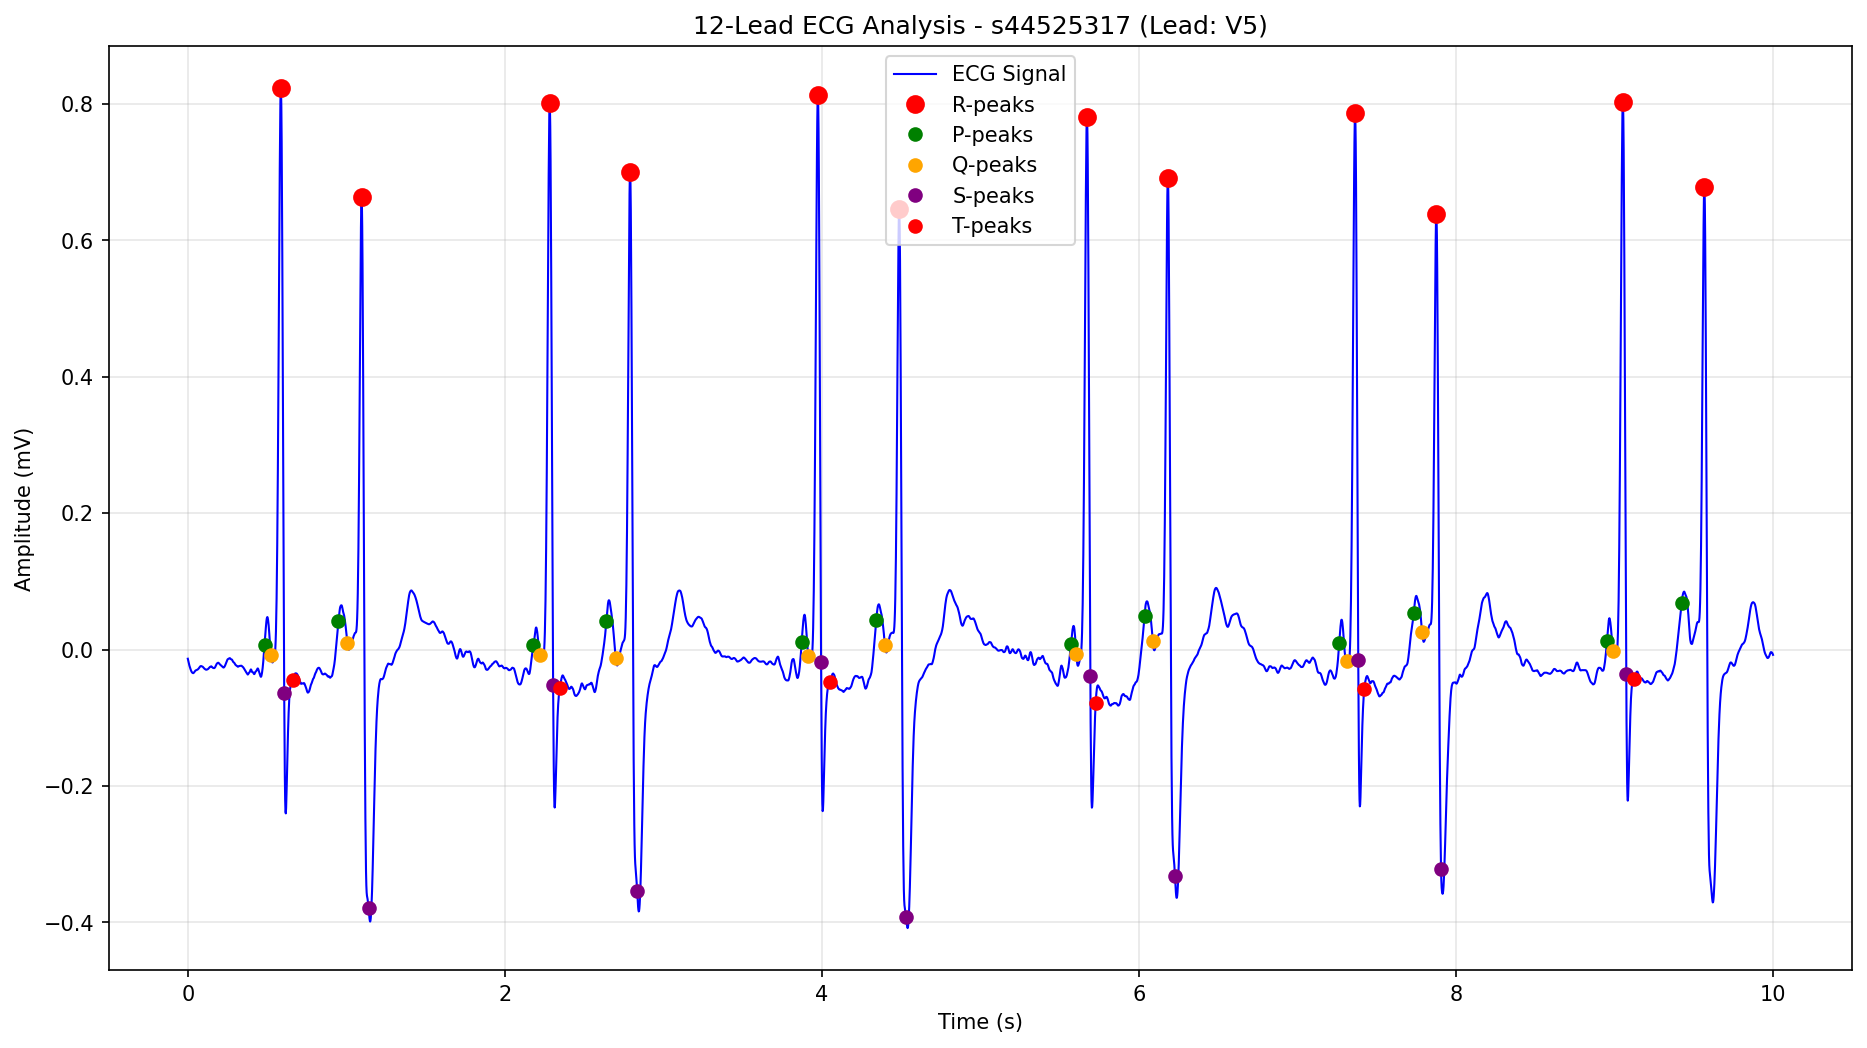 12-Lead ECG Analysis - s44525317 (Lead: V5)
ECG Signal
R-peaks
P-peaks
Q-peaks
S-peaks
T-peaks
Amplitude (mV)
0.8
0.6
0.4
0.2
0.0
−0.2
−0.4
0 2 4 6 8 10
Time (s)